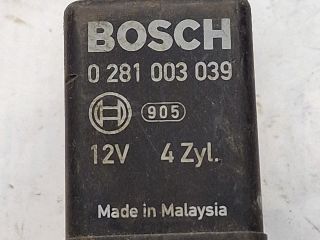 BOSCH
0 281 003 039
905
12V 4 Zyl.
Made in Malaysia